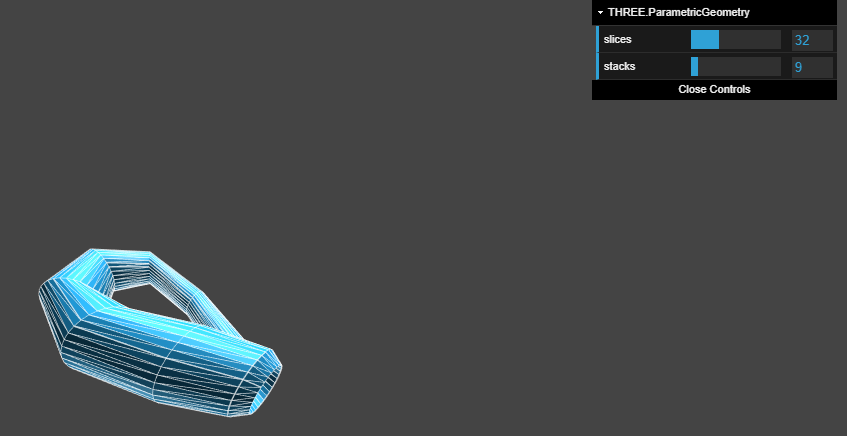 THREE.ParametricGeometry
slices 32
stacks 9
Close Controls